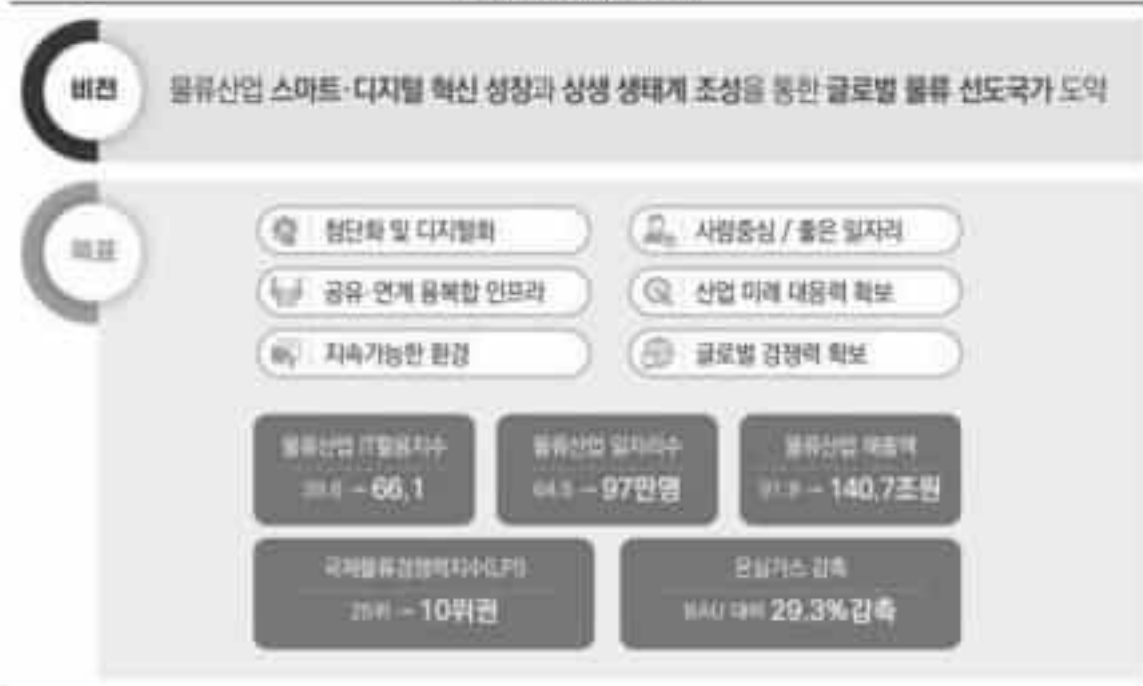 비전
물류산업 스마트·디지털 혁신 성장과 상생 생태계 조성을 통한 글로벌 물류 선도국가 도약
목표
첨단화 및 디지털화
사람중심 / 좋은 일자리
공유·연계 융복합 인프라
산업 미래 대응력 확보
지속가능한 환경
글로벌 경쟁력 확보
물류산업 IT활용지수
→ 66.1
물류산업 일자리수
→ 97만명
물류산업 매출액
→ 140.7조원
국제물류경쟁력지수(LPI)
25위 → 10위권
온실가스 감축
BAU 대비 29.3%감축